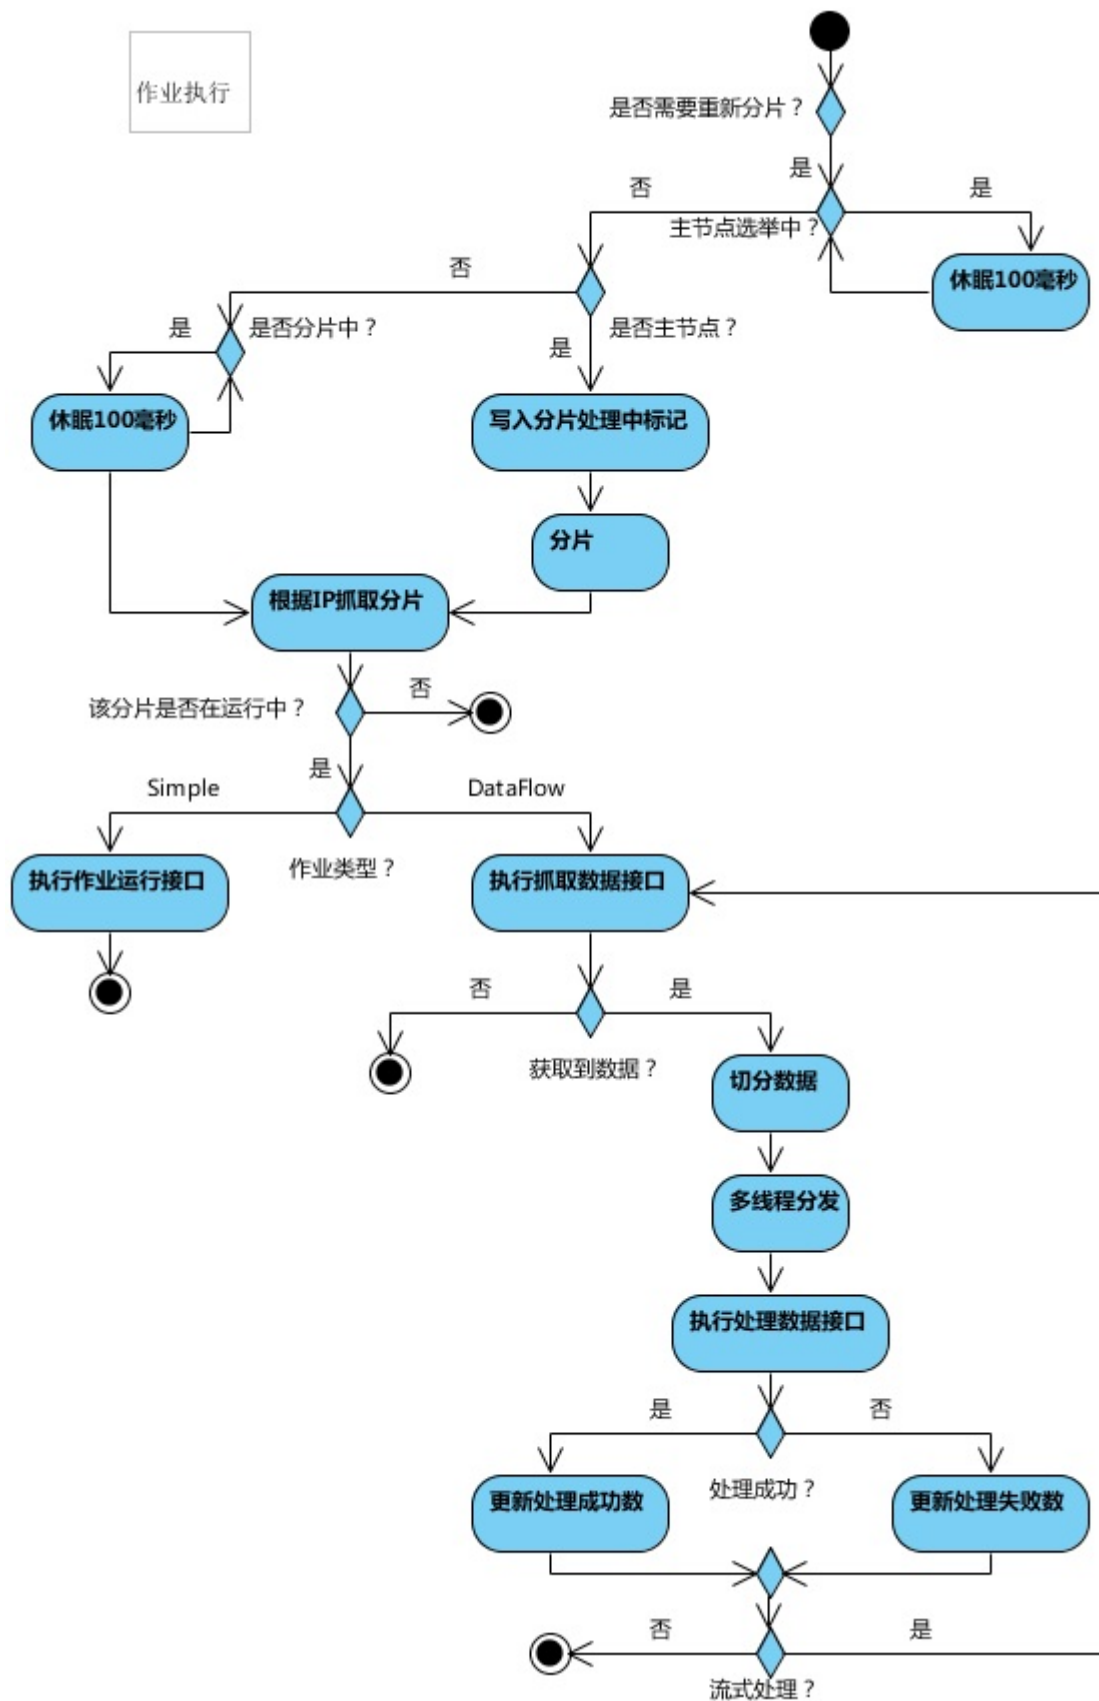 作业执行
是否需要重新分片？
是
否
是
主节点选举中？
休眠100毫秒
否
是否主节点？
是
是否分片中？
是
休眠100毫秒
写入分片处理中标记
分片
根据IP抓取分片
该分片是否在运行中？
否
是
Simple
DataFlow
作业类型？
执行作业运行接口
执行抓取数据接口
否
是
获取到数据？
切分数据
多线程分发
执行处理数据接口
是
否
处理成功？
更新处理成功数
更新处理失败数
否
是
流式处理？